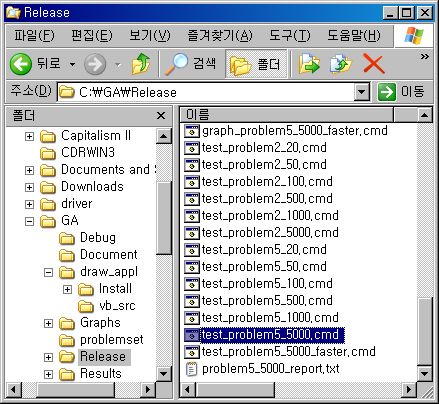 Release
파일(F) 편집(E) 보기(V) 즐겨찾기(A) 도구(T) 도움말(H)
뒤로 검색 폴더
주소(D) C:₩GA₩Release 이동
폴더
Capitalism II
CDRWIN3
Documents and S
Downloads
driver
GA
Debug
Document
draw_appl
Install
vb_src
Graphs
problemset
Release
Results
이름
graph_problem5_5000_faster,cmd
test_problem2_20,cmd
test_problem2_50,cmd
test_problem2_100,cmd
test_problem2_500,cmd
test_problem2_1000,cmd
test_problem2_5000,cmd
test_problem5_20,cmd
test_problem5_50,cmd
test_problem5_100,cmd
test_problem5_500,cmd
test_problem5_1000,cmd
test_problem5_5000,cmd
test_problem5_5000_faster,cmd
problem5_5000_report,txt